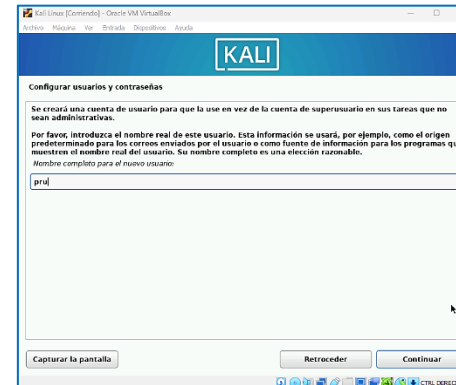 Kali Linux [Corriendo] - Oracle VM VirtualBox
Archivo Máquina Ver Entrada Dispositivos Ayuda
KALI
Configurar usuarios y contraseñas
Se creará una cuenta de usuario para que la use en vez de la cuenta de superusuario en sus tareas que no
sean administrativas.
Por favor, introduzca el nombre real de este usuario. Esta información se usará, por ejemplo, como el origen
predeterminado para los correos enviados por el usuario o como fuente de información para los programas qu
muestren el nombre real del usuario. Su nombre completo es una elección razonable.
Nombre completo para el nuevo usuario:
pru
Capturar la pantalla
Retroceder
Continuar
CTRL DEREC